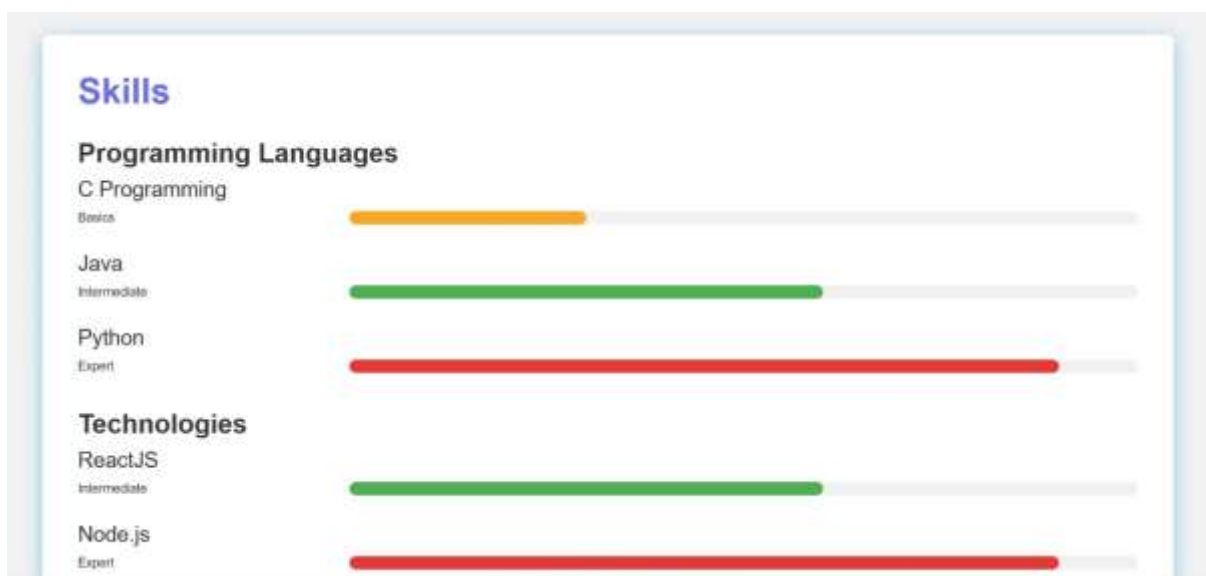 Skills
Programming Languages
C Programming
Basics
Java
Intermediate
Python
Expert
Technologies
ReactJS
Intermediate
Node.js
Expert